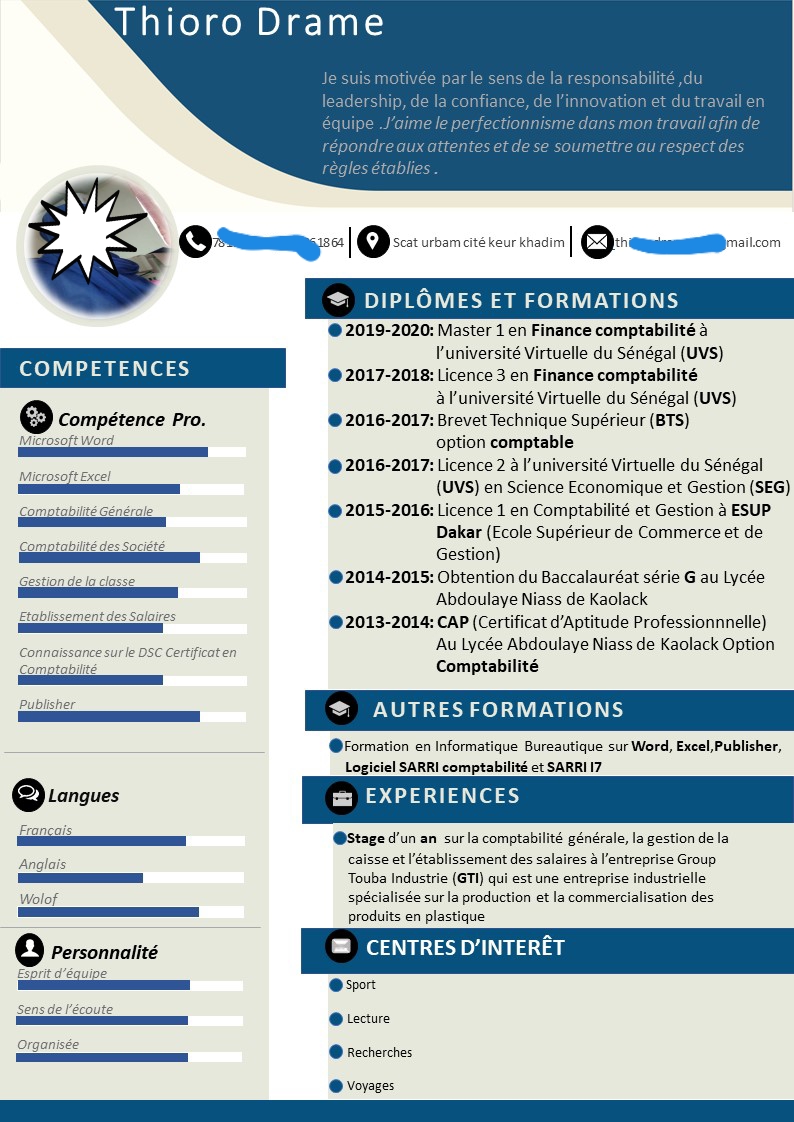 Thioro Drame
Je suis motivée par le sens de la responsabilité ,du
leadership, de la confiance, de l'innovation et du travail en
équipe .J'aime le perfectionnisme dans mon travail afin de
répondre aux attentes et de se soumettre au respect des
règles établies .
Scat urbam cité keur khadim
mail.com
COMPETENCES
Compétence Pro.
Microsoft Word
Microsoft Excel
Comptabilité Générale
Comptabilité des Société
Gestion de la classe
Etablissement des Salaires
Connaissance sur le DSC Certificat en
Comptabilité
Publisher
Langues
Français
Anglais
Wolof
Personnalité
Esprit d'équipe
Sens de l'écoute
Organisée
DIPLÔMES ET FORMATIONS
2019-2020: Master 1 en Finance comptabilité à
l'université Virtuelle du Sénégal (UVS)
2017-2018: Licence 3 en Finance comptabilité
à l'université Virtuelle du Sénégal (UVS)
2016-2017: Brevet Technique Supérieur (BTS)
option comptable
2016-2017: Licence 2 à l'université Virtuelle du Sénégal
(UVS) en Science Economique et Gestion (SEG)
2015-2016: Licence 1 en Comptabilité et Gestion à ESUP
Dakar (Ecole Supérieur de Commerce et de
Gestion)
2014-2015: Obtention du Baccalauréat série G au Lycée
Abdoulaye Niass de Kaolack
2013-2014: CAP (Certificat d'Aptitude Professionnnelle)
Au Lycée Abdoulaye Niass de Kaolack Option
Comptabilité
AUTRES FORMATIONS
Formation en Informatique Bureautique sur Word, Excel,Publisher,
Logiciel SARRI comptabilité et SARRI I7
EXPERIENCES
Stage d'un an sur la comptabilité générale, la gestion de la
caisse et l'établissement des salaires à l'entreprise Group
Touba Industrie (GTI) qui est une entreprise industrielle
spécialisée sur la production et la commercialisation des
produits en plastique
CENTRES D'INTERÊT
Sport
Lecture
Recherches
Voyages